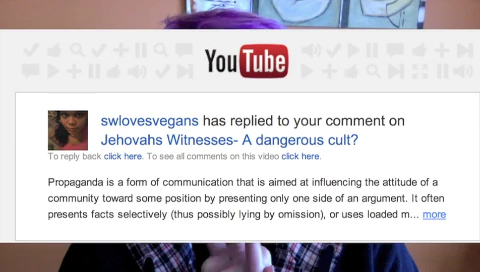 YouTube
swlovesvegans has replied to your comment on
Jehovahs Witnesses- A dangerous cult?
To reply back click here. To see all comments on this video click here.
Propaganda is a form of communication that is aimed at influencing the attitude of a
community toward some position by presenting only one side of an argument. It often
presents facts selectively (thus possibly lying by omission), or uses loaded m... more